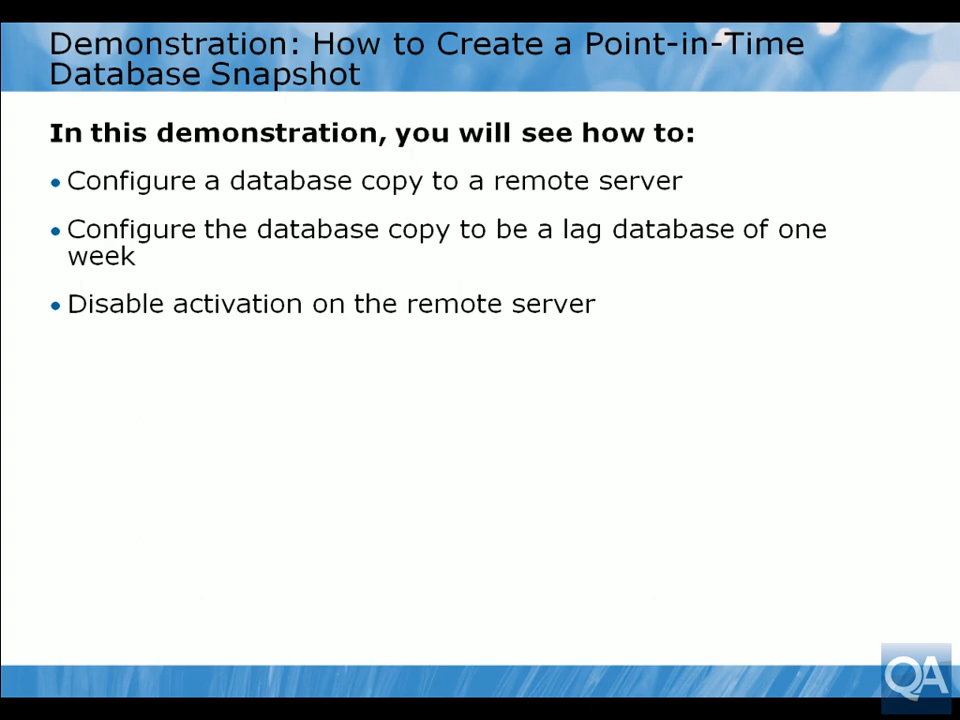 Demonstration: How to Create a Point-in-Time
Database Snapshot
In this demonstration, you will see how to:
• Configure a database copy to a remote server
• Configure the database copy to be a lag database of one
week
• Disable activation on the remote server
QA